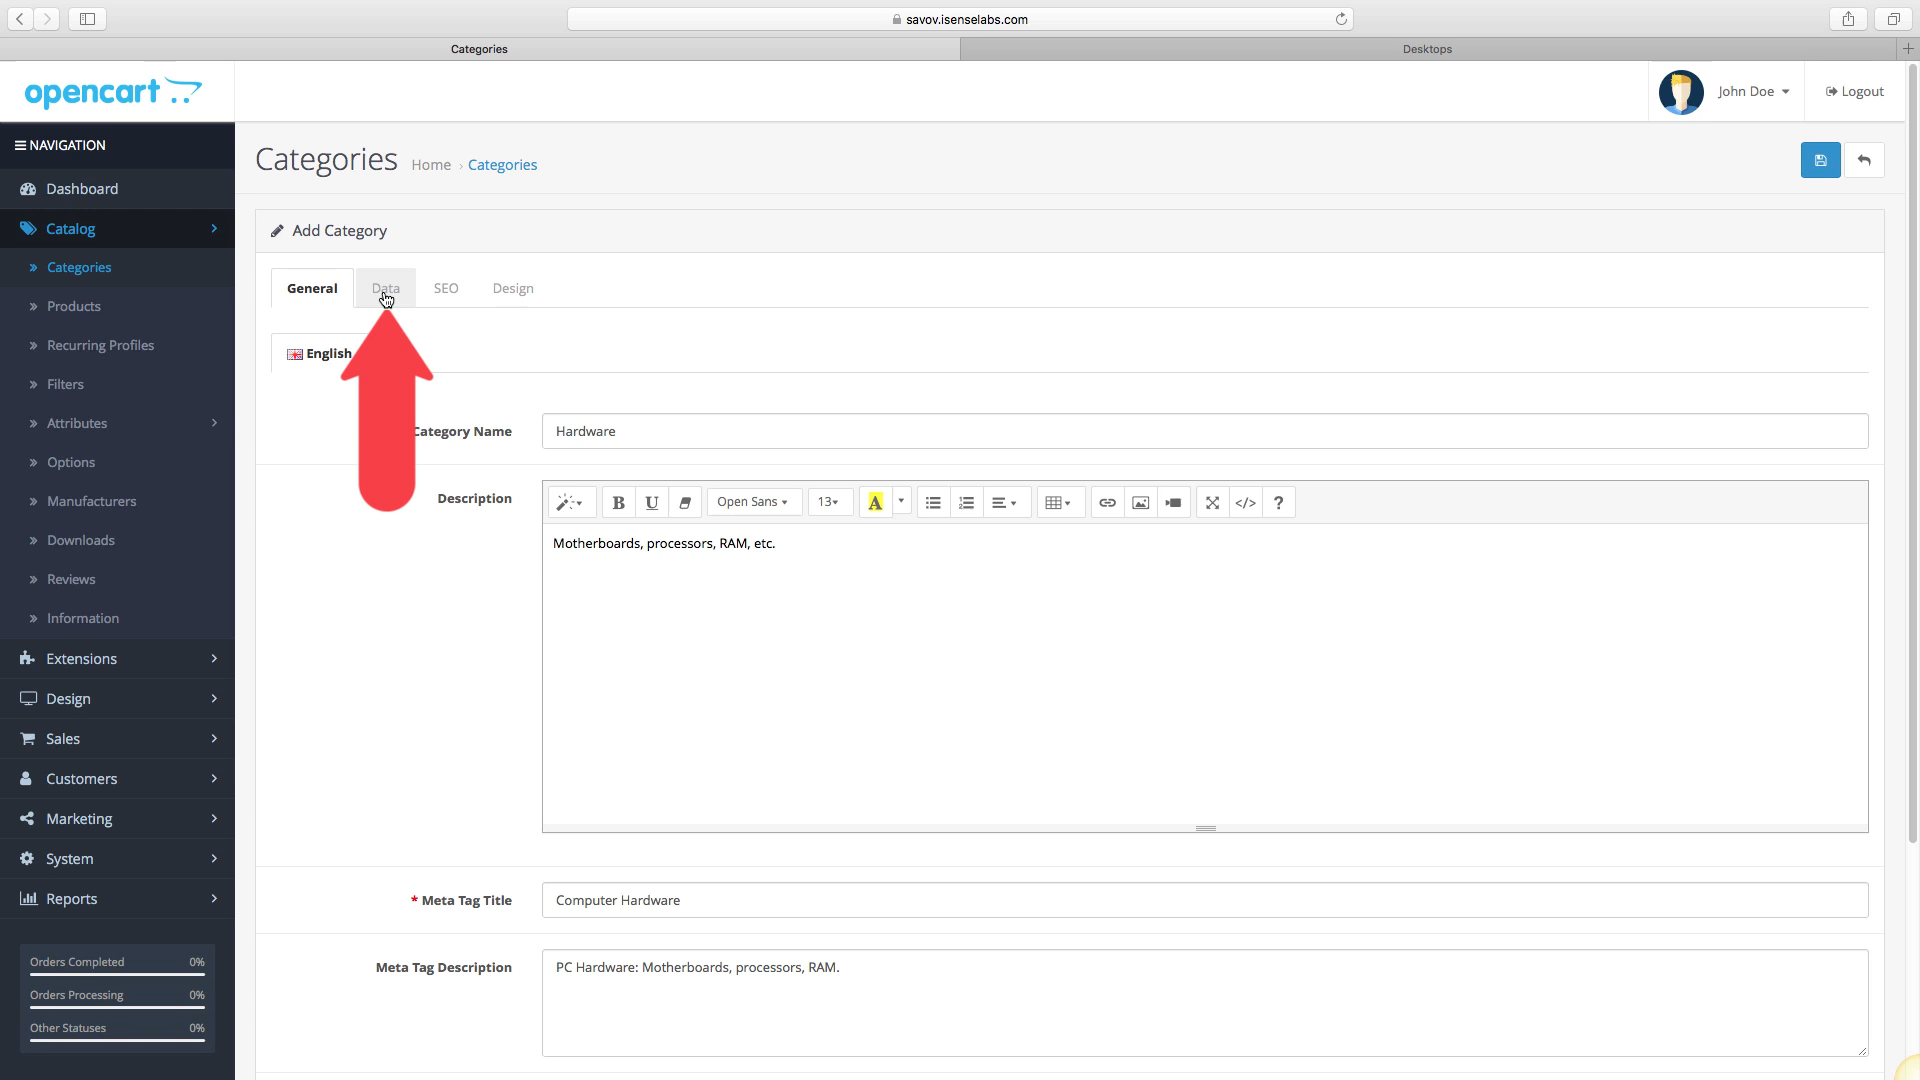 savov.isenselabs.com
Categories
Desktops
opencart
John Doe
Logout
NAVIGATION
Dashboard
Catalog
Categories
Products
Recurring Profiles
Filters
Attributes
Options
Manufacturers
Downloads
Reviews
Information
Extensions
Design
Sales
Customers
Marketing
System
Reports
Orders Completed 0%
Orders Processing 0%
Other Statuses 0%
Categories Home › Categories
Add Category
General Data SEO Design
English
Category Name Hardware
Description
B U Open Sans 13 A </> ?
Motherboards, processors, RAM, etc.
* Meta Tag Title Computer Hardware
Meta Tag Description PC Hardware: Motherboards, processors, RAM.